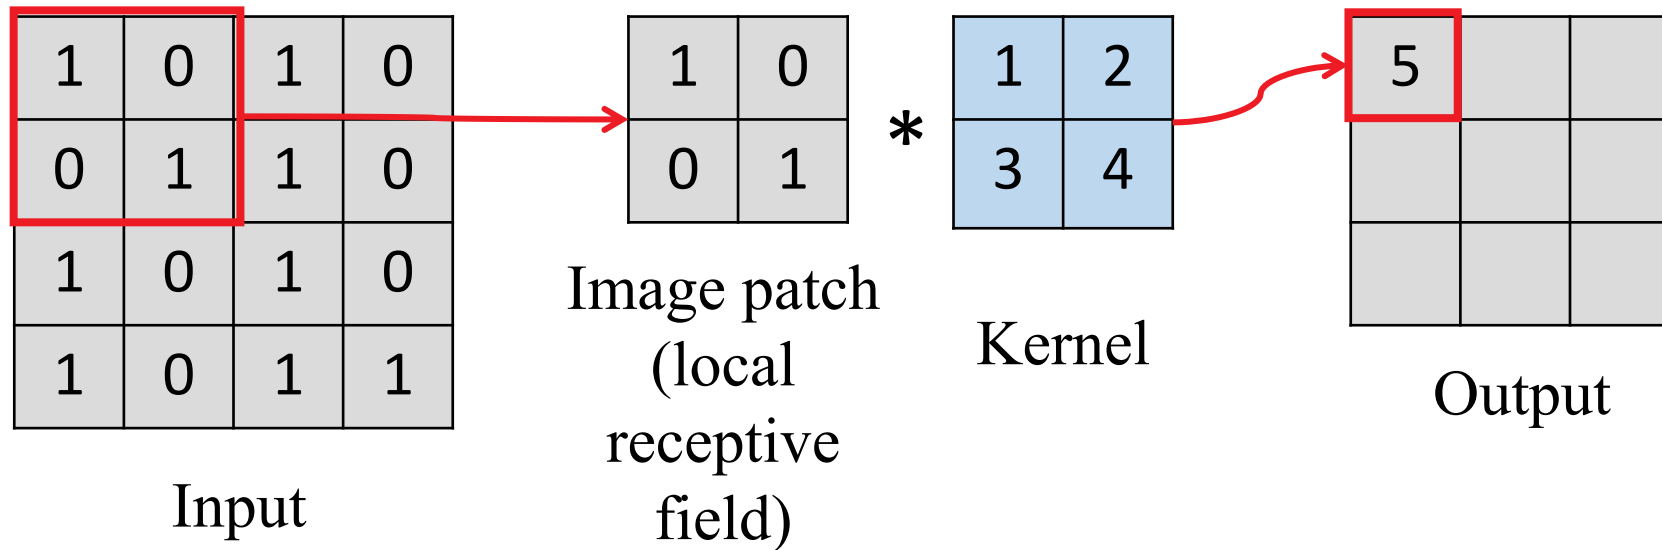 1 0 1 0
0 1 1 0
1 0 1 0
1 0 1 1
Input
1 0
0 1
Image patch
(local
receptive
field)
*
1 2
3 4
Kernel
5
Output